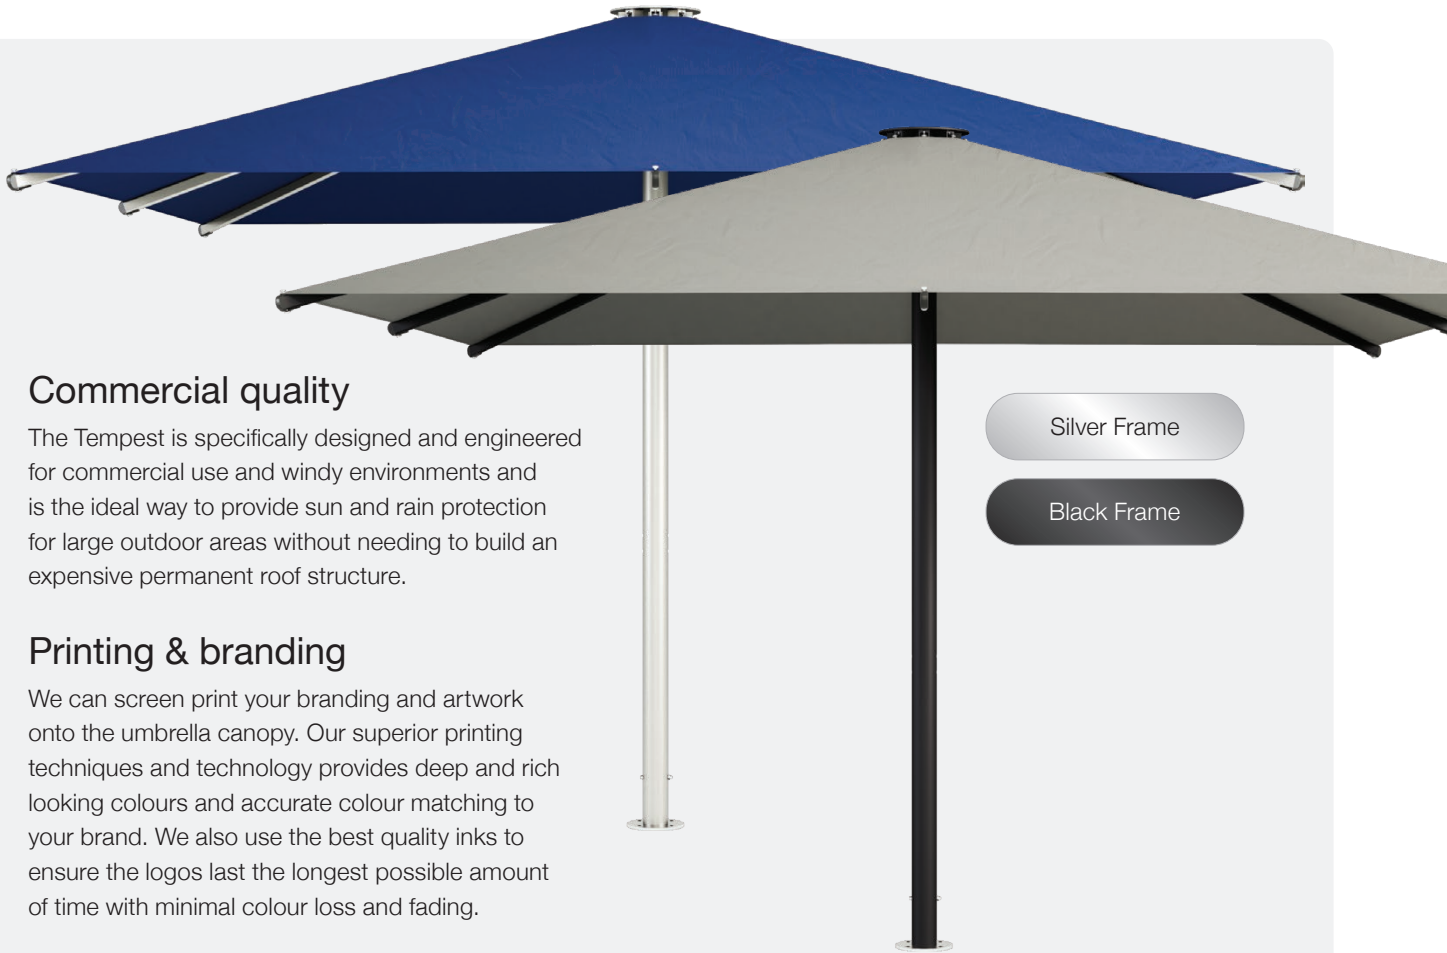 Commercial quality
The Tempest is specifically designed and engineered
for commercial use and windy environments and
is the ideal way to provide sun and rain protection
for large outdoor areas without needing to build an
expensive permanent roof structure.
Silver Frame
Black Frame
Printing & branding
We can screen print your branding and artwork
onto the umbrella canopy. Our superior printing
techniques and technology provides deep and rich
looking colours and accurate colour matching to
your brand. We also use the best quality inks to
ensure the logos last the longest possible amount
of time with minimal colour loss and fading.